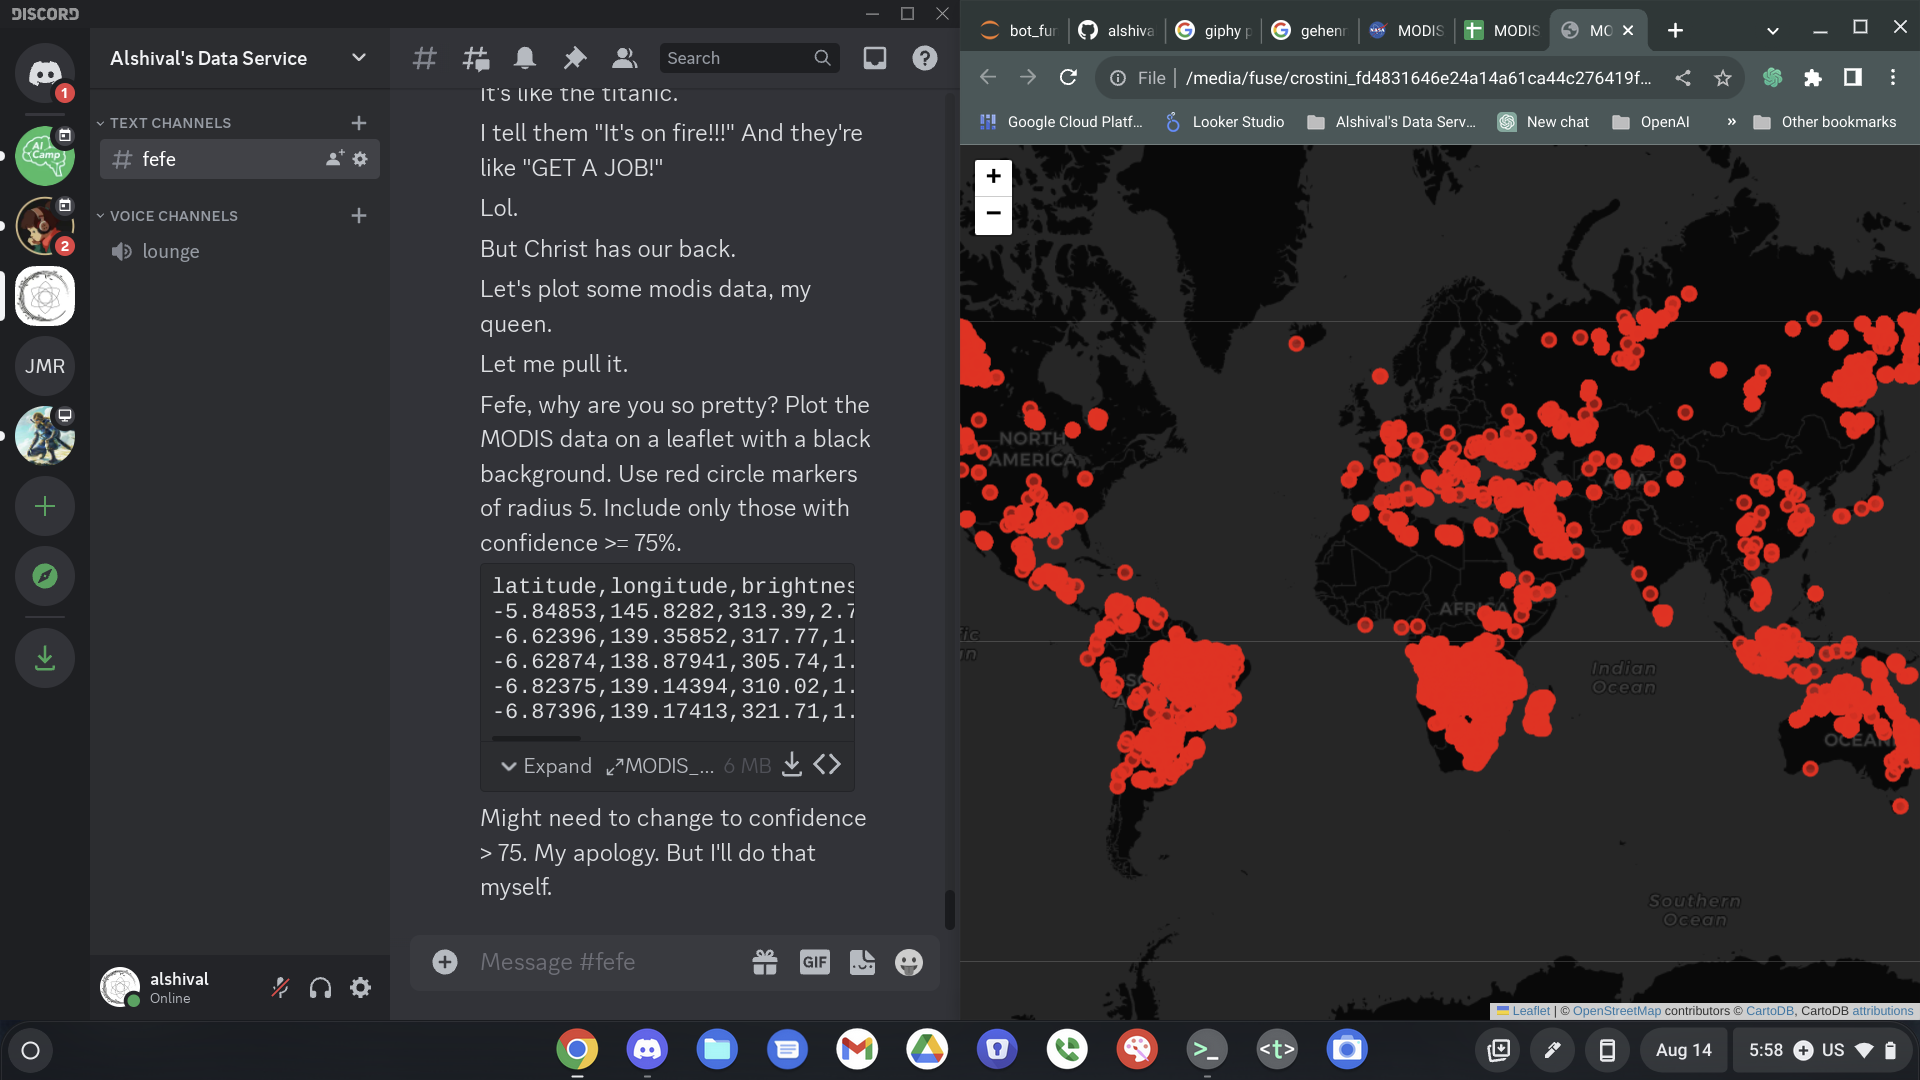 DISCORD
1
AI Camp
2
JMR
Alshival's Data Service
TEXT CHANNELS
fefe
VOICE CHANNELS
lounge
alshival
Online
Search
It's like the titanic.
I tell them "It's on fire!!!" And they're
like "GET A JOB!"
Lol.
But Christ has our back.
Let's plot some modis data, my
queen.
Let me pull it.
Fefe, why are you so pretty? Plot the
MODIS data on a leaflet with a black
background. Use red circle markers
of radius 5. Include only those with
confidence >= 75%.
latitude,longitude,brightnes
-5.84853,145.8282,313.39,2.7
-6.62396,139.35852,317.77,1.
-6.62874,138.87941,305.74,1.
-6.82375,139.14394,310.02,1.
-6.87396,139.17413,321.71,1.
Expand MODIS_... 6 MB
Might need to change to confidence
> 75. My apology. But I'll do that
myself.
Message #fefe
GIF
bot_fur alshiva giphy p gehenn MODIS MODIS MO
File /media/fuse/crostini_fd4831646e24a14a61ca44c276419f...
Google Cloud Platf... Looker Studio Alshival's Data Serv... New chat OpenAI » Other bookmarks
+
−
NORTH
AMERICA
ASIA
AFRICA
Indian
Ocean
OCEAN
Southern
Ocean
Leaflet | © OpenStreetMap contributors © CartoDB, CartoDB attributions
Aug 14
5:58
US